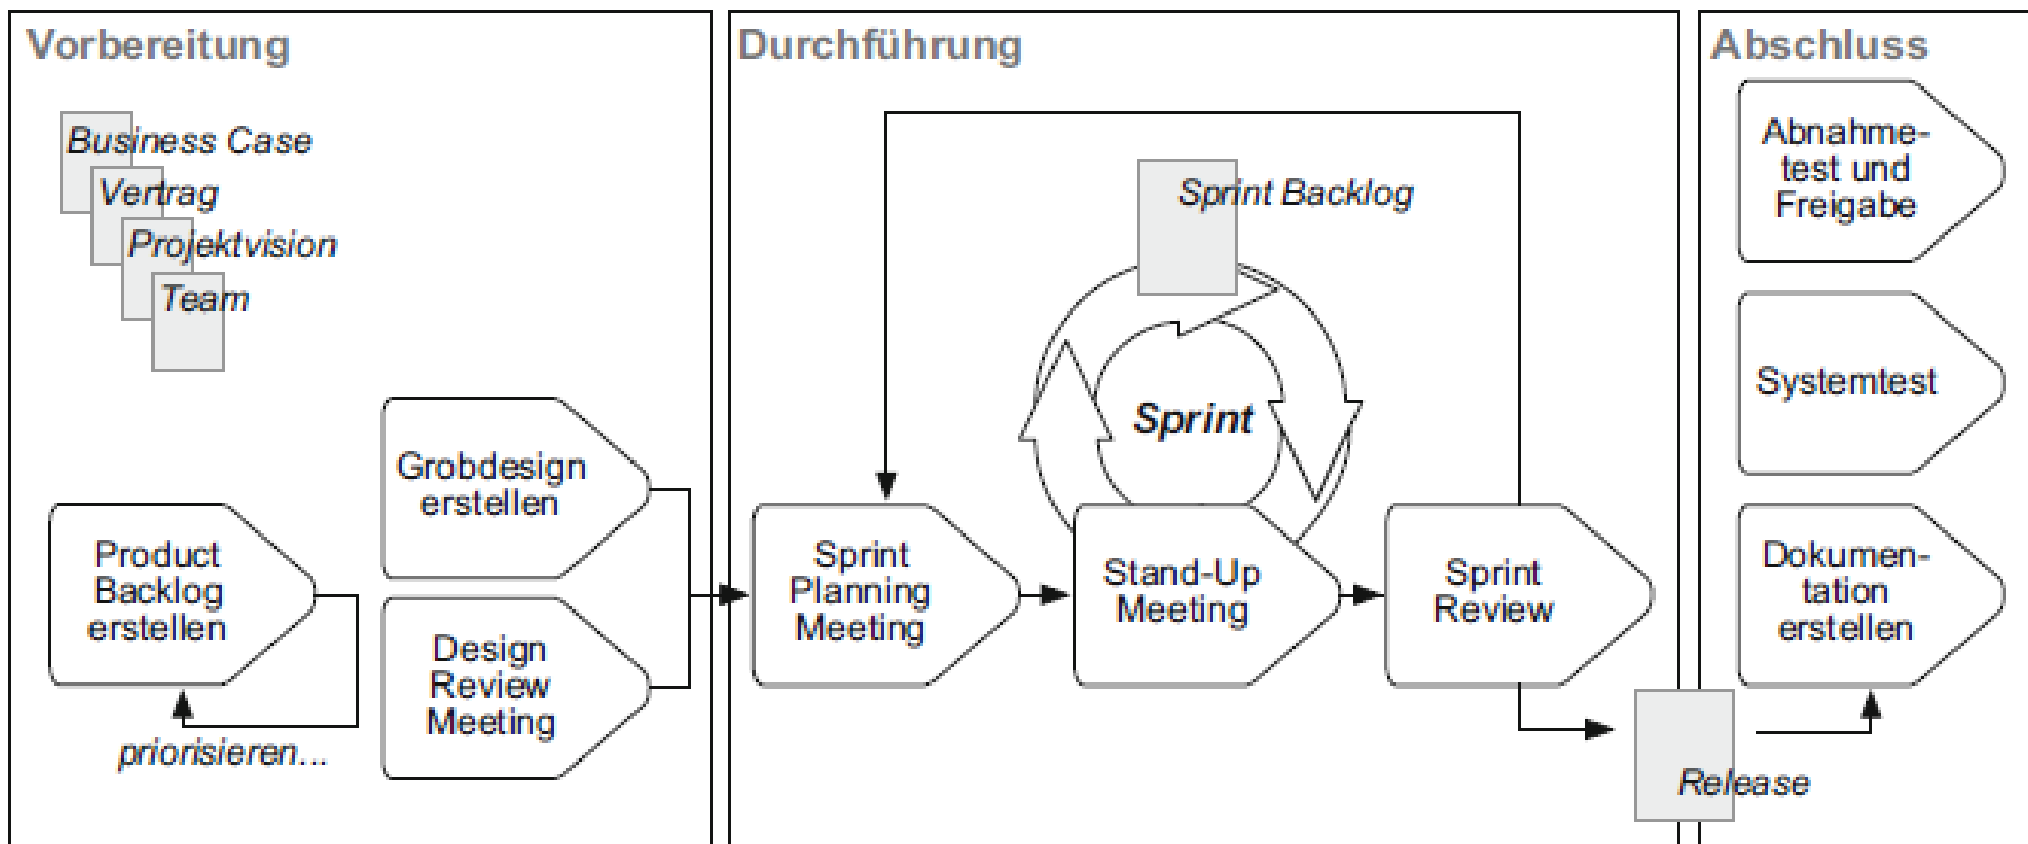 Vorbereitung
Business Case
Vertrag
Projektvision
Team
Grobdesign
erstellen
Product
Backlog
erstellen
Design
Review
Meeting
priorisieren...
Durchführung
Sprint Backlog
Sprint
Sprint
Planning
Meeting
Stand-Up
Meeting
Sprint
Review
Release
Abschluss
Abnahme-
test und
Freigabe
Systemtest
Dokumen-
tation
erstellen